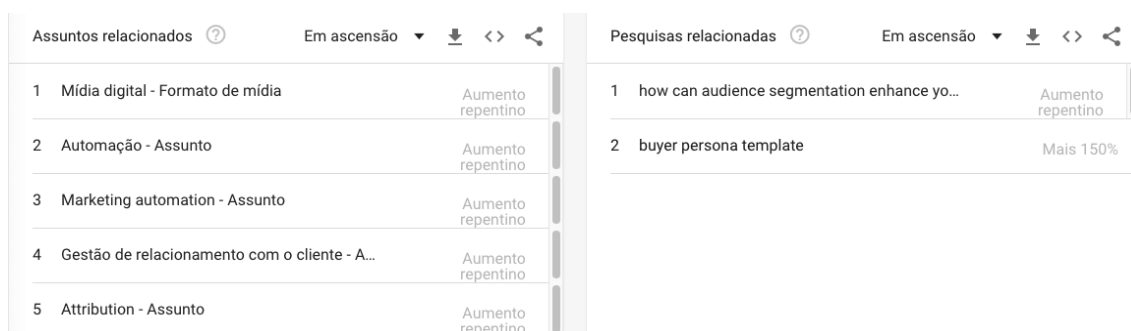 Assuntos relacionados
Em ascensão
1 Mídia digital - Formato de mídia
Aumento
repentino
2 Automação - Assunto
Aumento
repentino
3 Marketing automation - Assunto
Aumento
repentino
4 Gestão de relacionamento com o cliente - A...
Aumento
repentino
5 Attribution - Assunto
Aumento
repentino
Pesquisas relacionadas
Em ascensão
1 how can audience segmentation enhance yo...
Aumento
repentino
2 buyer persona template
Mais 150%